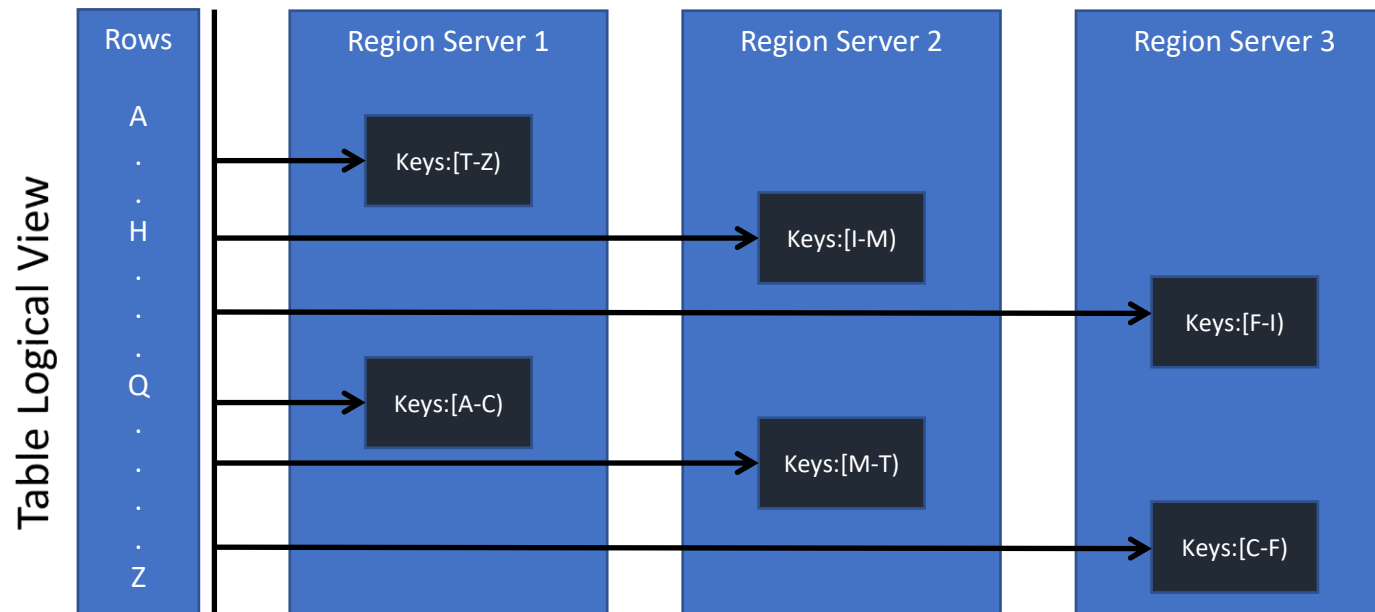 Table Logical View
Rows
A
.
.
H
.
.
.
Q
.
.
.
.
Z
Region Server 1
Keys:[T-Z)
Keys:[A-C)
Region Server 2
Keys:[I-M)
Keys:[M-T)
Region Server 3
Keys:[F-I)
Keys:[C-F)